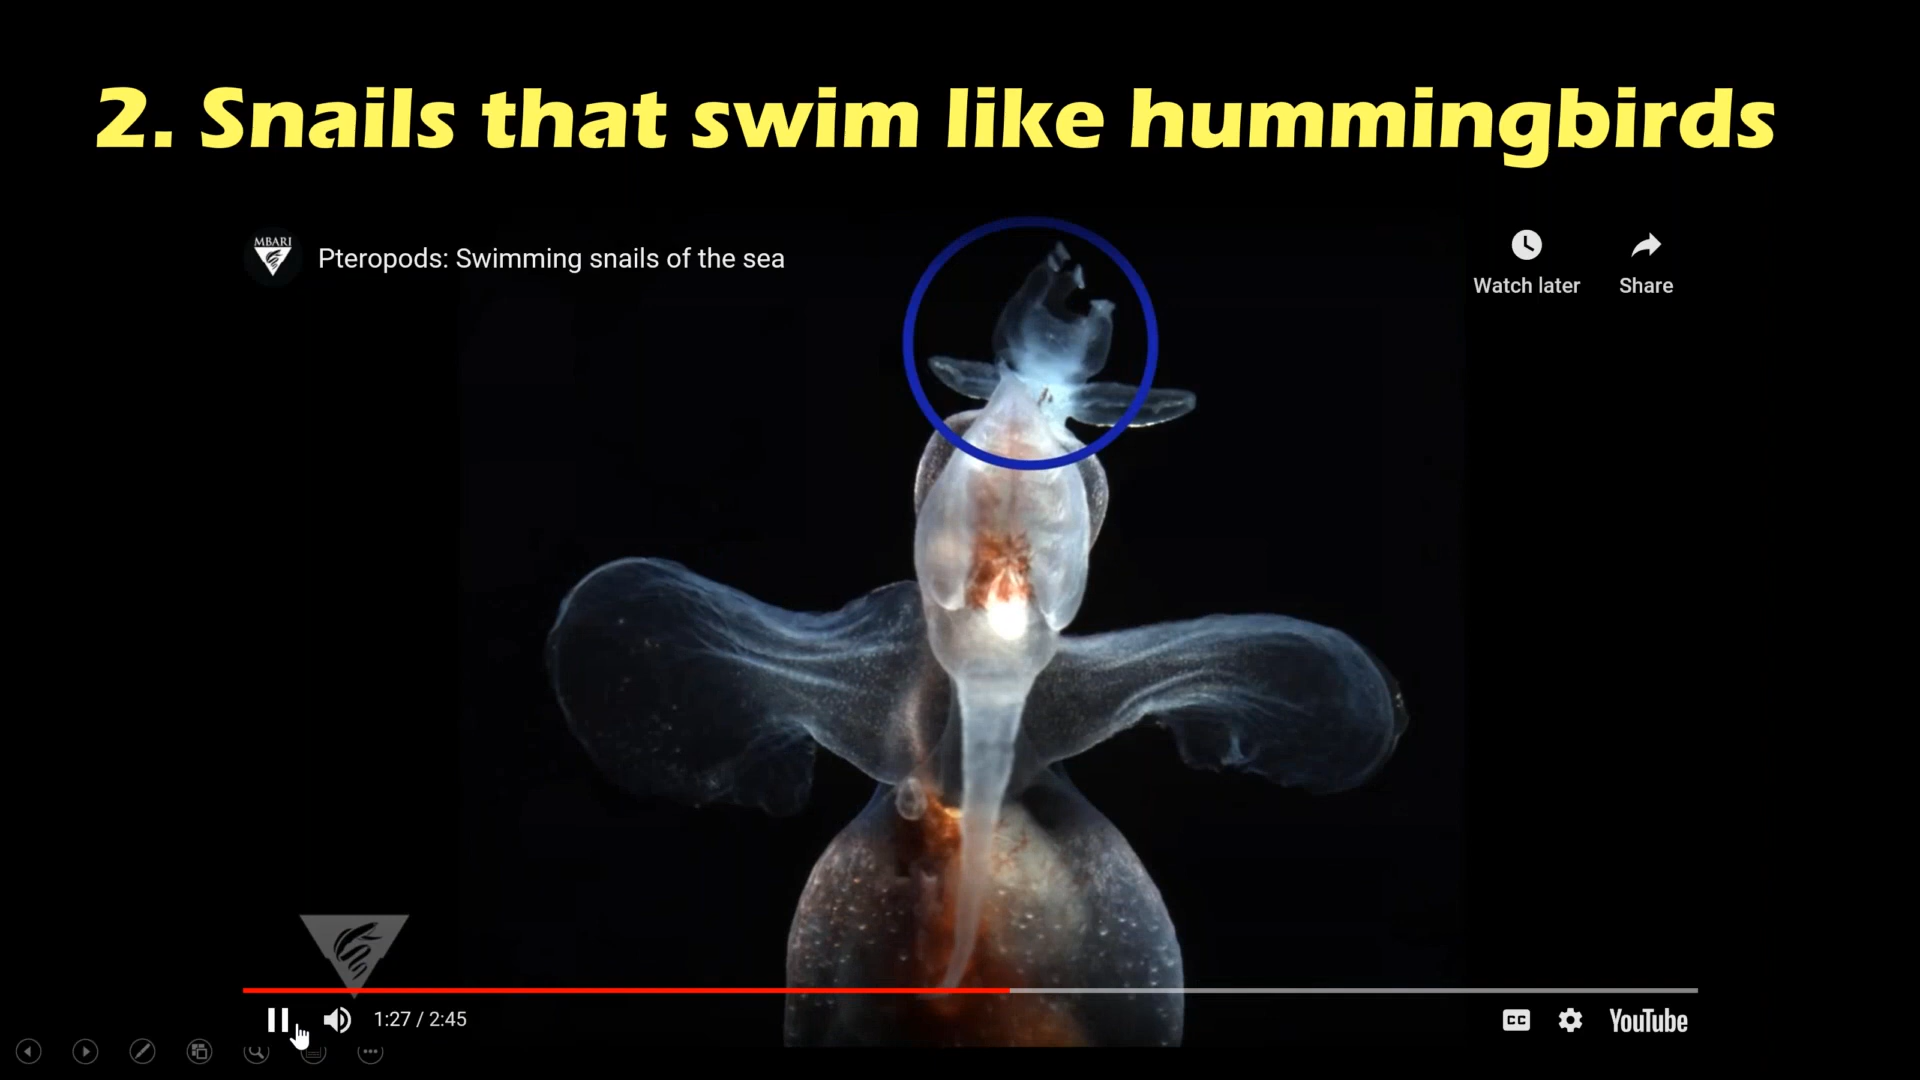 2. Snails that swim like hummingbirds
MBARI
Pteropods: Swimming snails of the sea
Watch later
Share
1:27 / 2:45
CC
YouTube